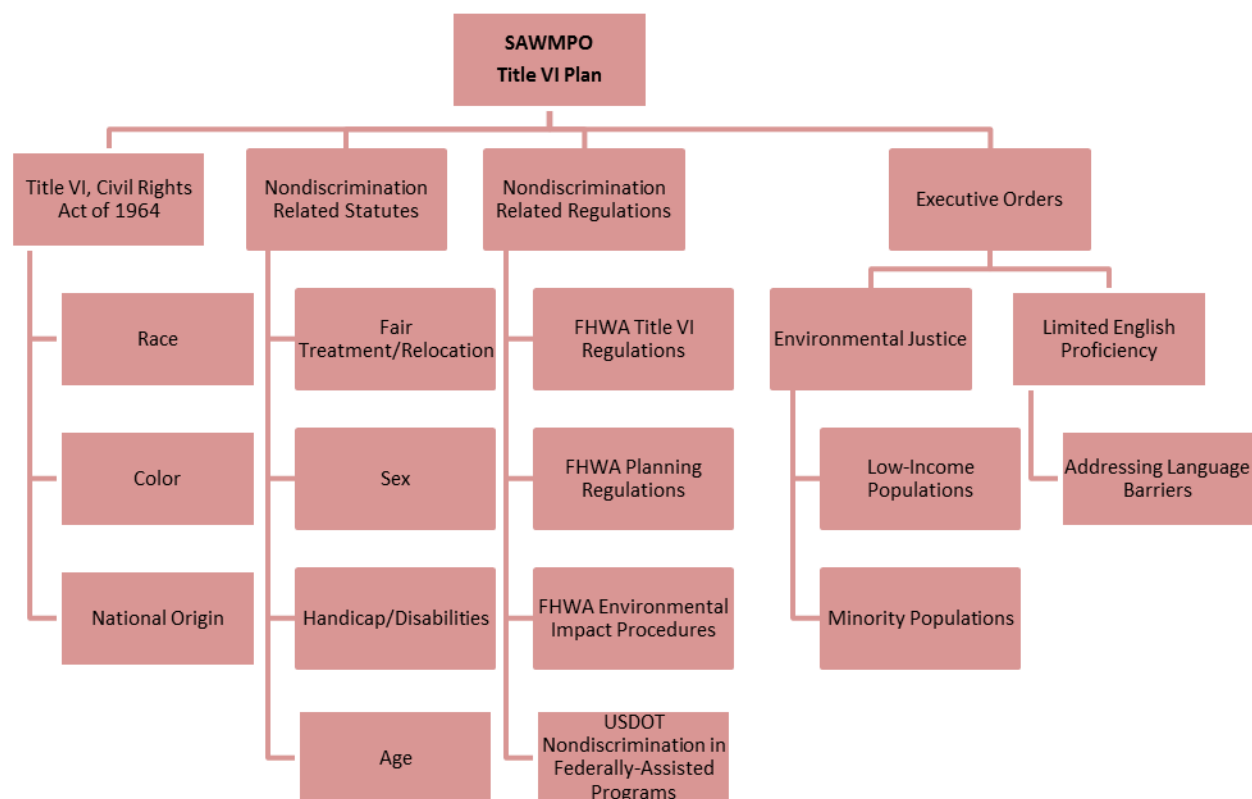 SAWMPO
Title VI Plan
Title VI, Civil Rights
Act of 1964
Nondiscrimination
Related Statutes
Nondiscrimination
Related Regulations
Executive Orders
Race
Color
National Origin
Fair
Treatment/Relocation
Sex
Handicap/Disabilities
Age
FHWA Title VI
Regulations
FHWA Planning
Regulations
FHWA Environmental
Impact Procedures
USDOT
Nondiscrimination in
Federally-Assisted
Programs
Environmental Justice
Low-Income
Populations
Minority Populations
Limited English
Proficiency
Addressing Language
Barriers